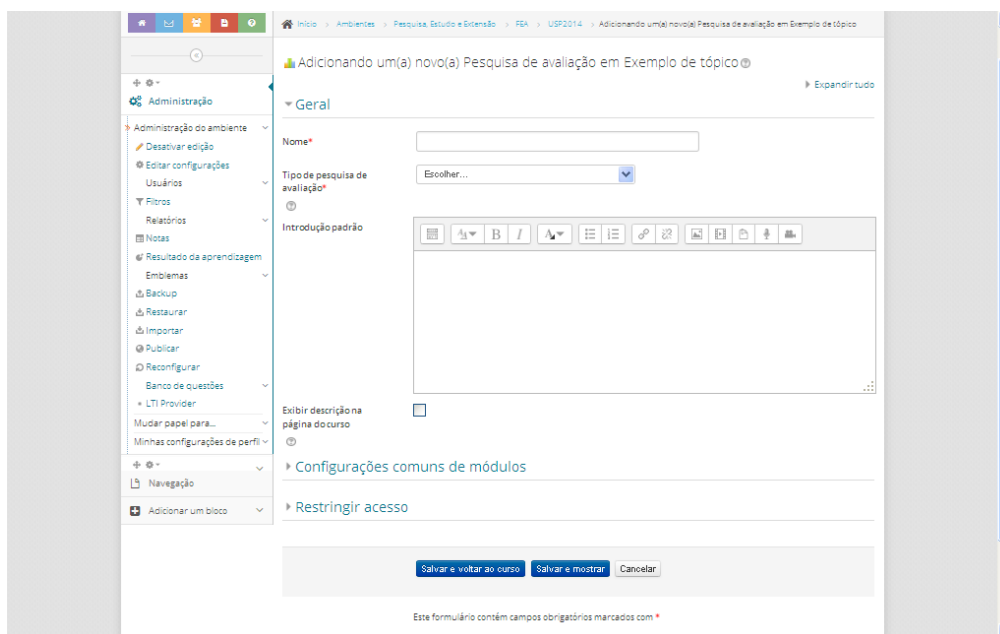 Início > Ambientes > Pesquisa, Estudo e Extensão > FEA > USP2014 > Adicionando um(a) novo(a) Pesquisa de avaliação em Exemplo de tópico
Adicionando um(a) novo(a) Pesquisa de avaliação em Exemplo de tópico
Expandir tudo
Administração
Administração do ambiente
Desativar edição
Editar configurações
Usuários
Filtros
Relatórios
Notas
Resultado da aprendizagem
Emblemas
Backup
Restaurar
Importar
Publicar
Reconfigurar
Banco de questões
LTI Provider
Mudar papel para...
Minhas configurações de perfil
Navegação
Adicionar um bloco
Geral
Nome*
Tipo de pesquisa de
avaliação*
Escolher...
Introdução padrão
Exibir descrição na
página do curso
Configurações comuns de módulos
Restringir acesso
Salvar e voltar ao curso Salvar e mostrar Cancelar
Este formulário contém campos obrigatórios marcados com *